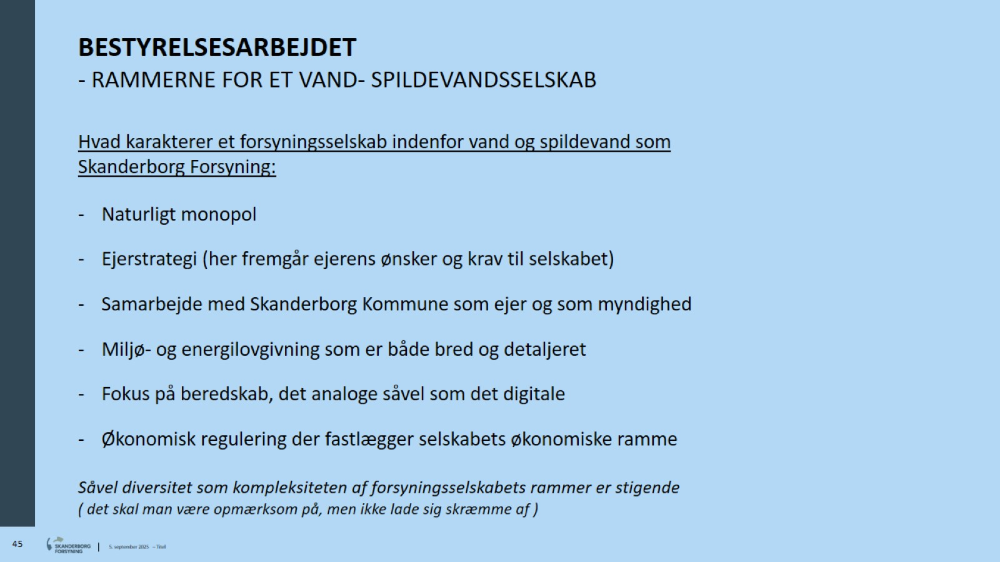 BESTYRELSESARBEJDET
- RAMMERNE FOR ET VAND- SPILDEVANDSSELSKAB
Hvad karakterer et forsyningsselskab indenfor vand og spildevand som
Skanderborg Forsyning:
- Naturligt monopol
- Ejerstrategi (her fremgår ejerens ønsker og krav til selskabet)
- Samarbejde med Skanderborg Kommune som ejer og som myndighed
- Miljø- og energilovgivning som er både bred og detaljeret
- Fokus på beredskab, det analoge såvel som det digitale
- Økonomisk regulering der fastlægger selskabets økonomiske ramme
Såvel diversitet som kompleksiteten af forsyningsselskabets rammer er stigende
( det skal man være opmærksom på, men ikke lade sig skræmme af )
45
SKANDERBORG
FORSYNING
| 5. september 2025 – Titel